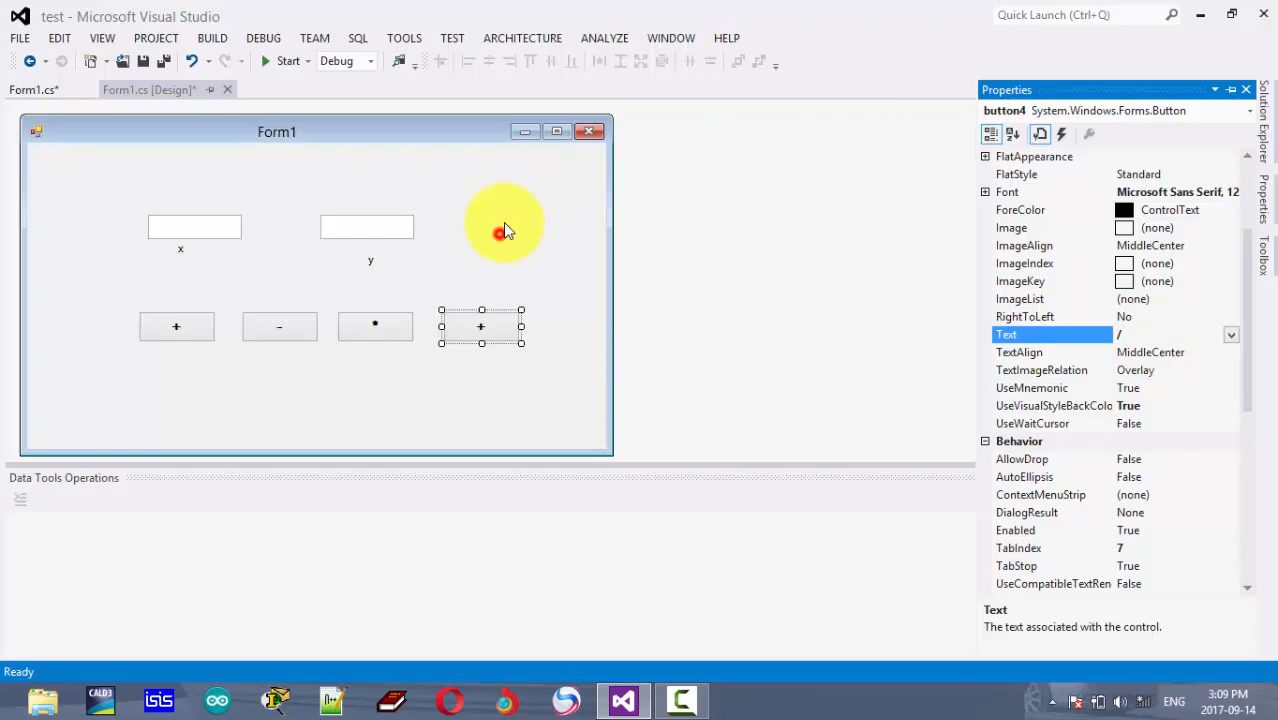 test - Microsoft Visual Studio
Quick Launch (Ctrl+Q)
FILE EDIT VIEW PROJECT BUILD DEBUG TEAM SQL TOOLS TEST ARCHITECTURE ANALYZE WINDOW HELP
Start Debug
Form1.cs* Form1.cs [Design]*
Form1
x
y
+ - * +
Data Tools Operations
Properties
button4 System.Windows.Forms.Button
FlatAppearance
FlatStyle Standard
Font Microsoft Sans Serif, 12
ForeColor ControlText
Image (none)
ImageAlign MiddleCenter
ImageIndex (none)
ImageKey (none)
ImageList (none)
RightToLeft No
Text /
TextAlign MiddleCenter
TextImageRelation Overlay
UseMnemonic True
UseVisualStyleBackColo True
UseWaitCursor False
Behavior
AllowDrop False
AutoEllipsis False
ContextMenuStrip (none)
DialogResult None
Enabled True
TabIndex 7
TabStop True
UseCompatibleTextRen False
Text
The text associated with the control.
Solution Explorer
Properties
Toolbox
Ready
CALD3
isis
ENG
3:09 PM
2017-09-14